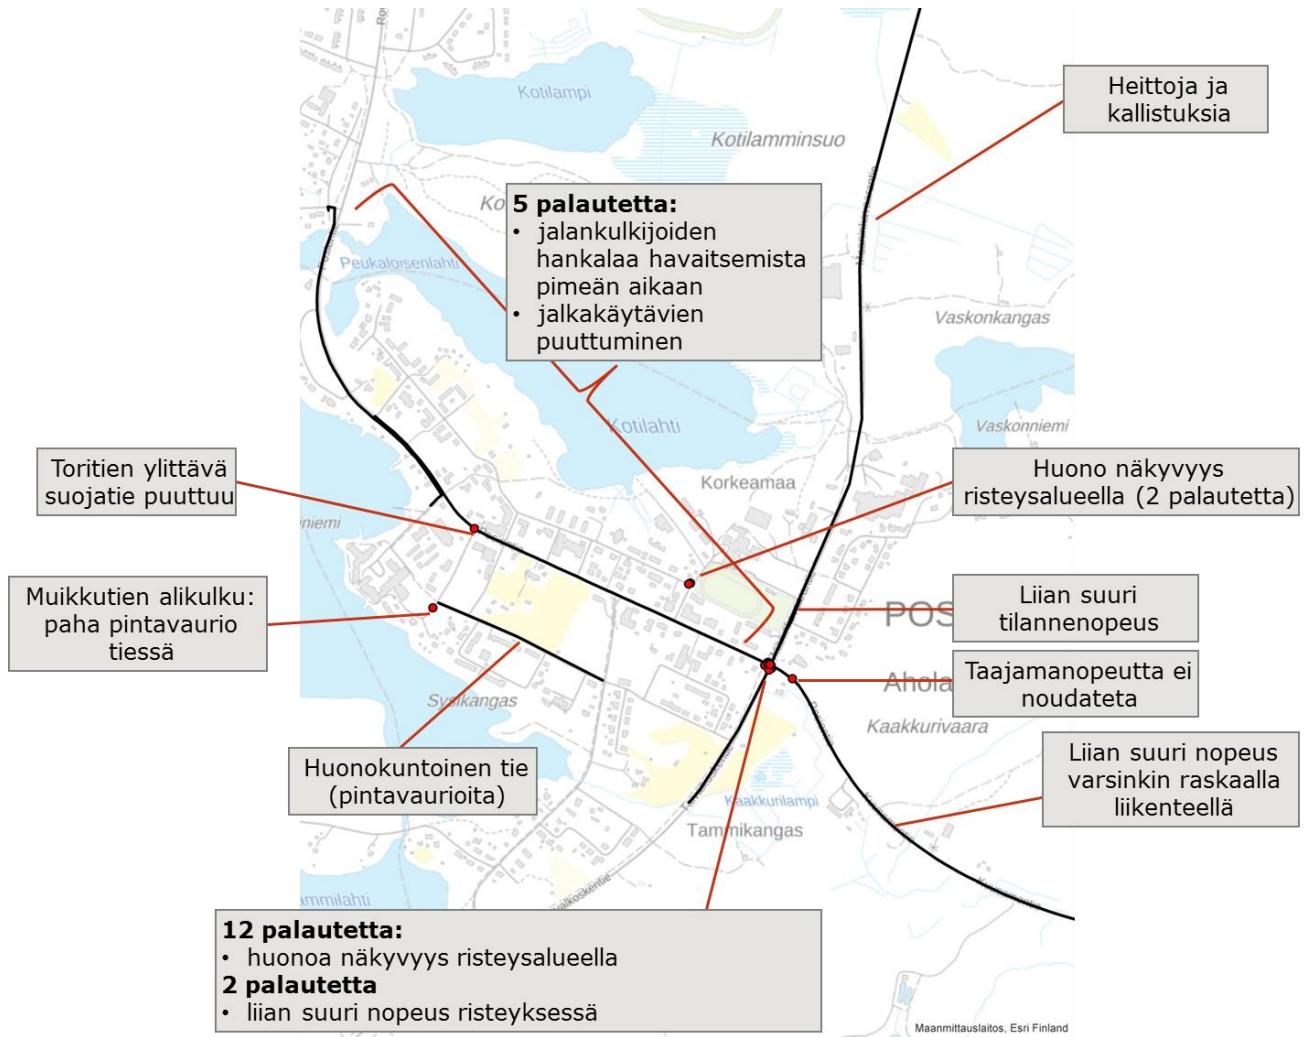 Kotilampi
Kotilamminsuo
Heittoja ja
kallistuksia
5 palautetta:
• jalankulkijoiden
hankalaa havaitsemista
pimeän aikaan
• jalkakäytävien
puuttuminen
Peukaloisenlahti
Vaskonkangas
Kotilahti
Vaskonniemi
Toritien ylittävä
suojatie puuttuu
Korkeamaa
Huono näkyvyys
risteysalueella (2 palautetta)
Muikkutien alikulku:
paha pintavaurio
tiessä
Liian suuri
tilannenopeus
POS
Taajamanopeutta ei
noudateta
Ahola
Sysikangas
Kaakkurivaara
Huonokuntoinen tie
(pintavaurioita)
Liian suuri nopeus
varsinkin raskaalla
liikenteellä
Kaakkurilampi
Tammikangas
ammilahti
12 palautetta:
• huonoa näkyvyys risteysalueella
2 palautetta
• liian suuri nopeus risteyksessä
Maanmittauslaitos, Esri Finland